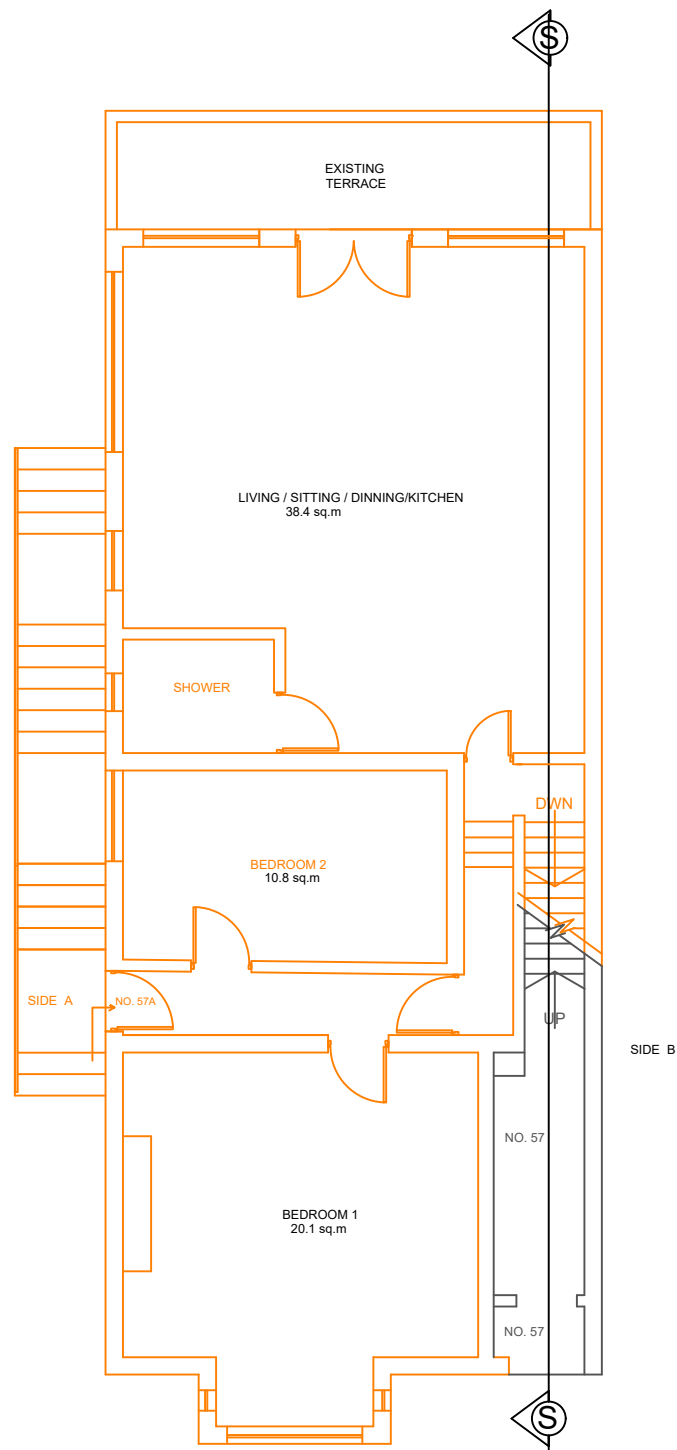 S
EXISTING
TERRACE
LIVING / SITTING / DINNING/KITCHEN
38.4 sq.m
SHOWER
DWN
BEDROOM 2
10.8 sq.m
SIDE A
NO. 57A
UP
SIDE B
NO. 57
BEDROOM 1
20.1 sq.m
NO. 57
S